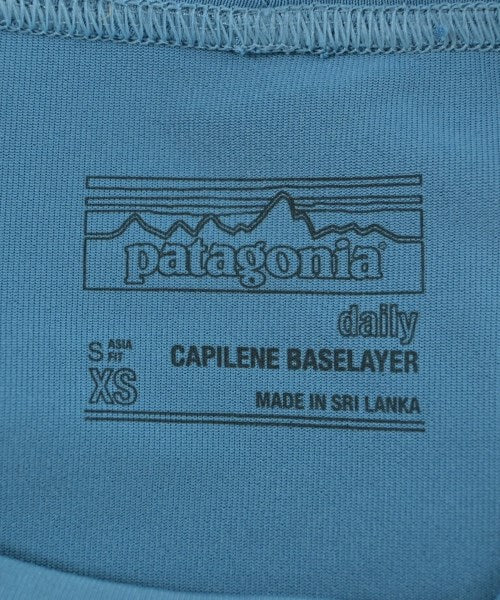 patagonia®
daily
S ASIA FIT
XS
CAPILENE BASELAYER
MADE IN SRI LANKA